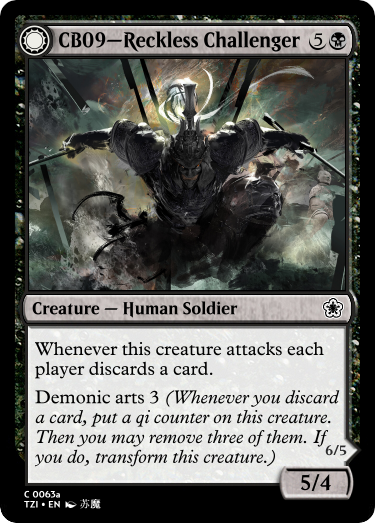 CB09—Reckless Challenger 5
Creature — Human Soldier
Whenever this creature attacks each
player discards a card.
Demonic arts 3 (Whenever you discard
a card, put a qi counter on this creature.
Then you may remove three of them. If
you do, transform this creature.)
6/5
5/4
C 0063a
TZI • EN 苏魔